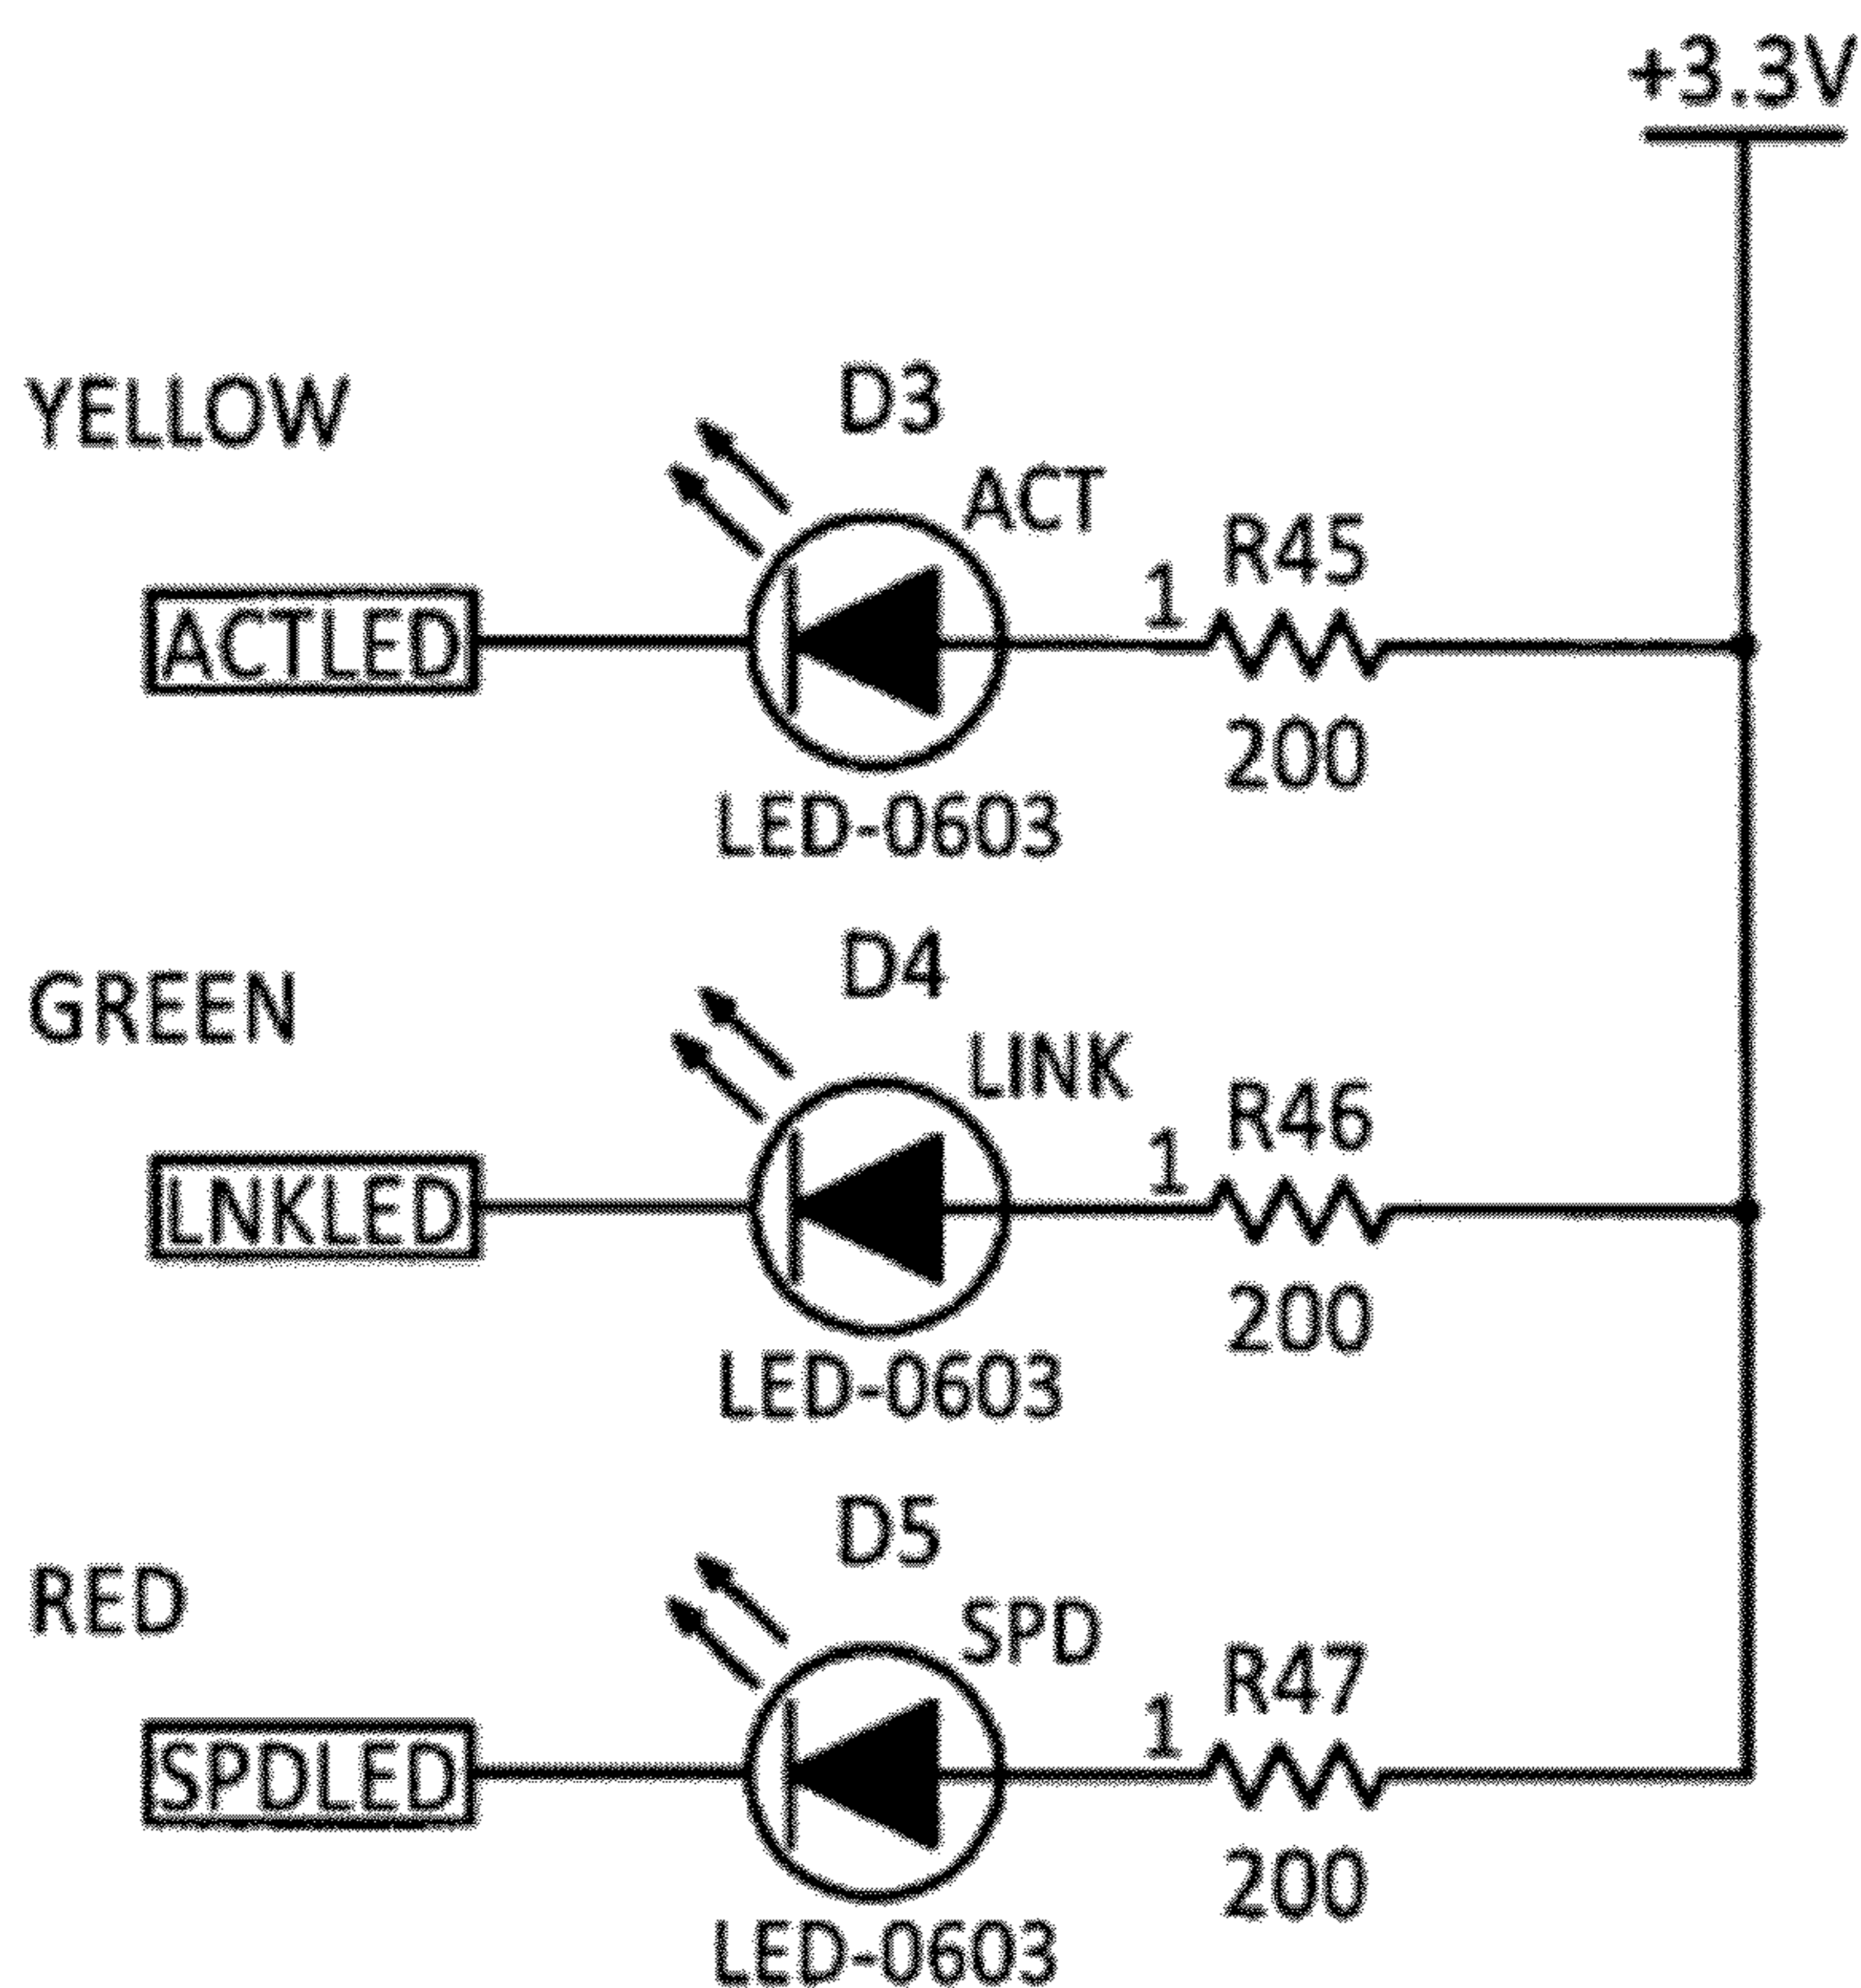 +3.3V
YELLOW
D3
ACT
ACTLED
1
R45
200
LED-0603
GREEN
D4
LINK
LNKLED
1
R46
200
LED-0603
RED
D5
SPD
SPDLED
1
R47
200
LED-0603